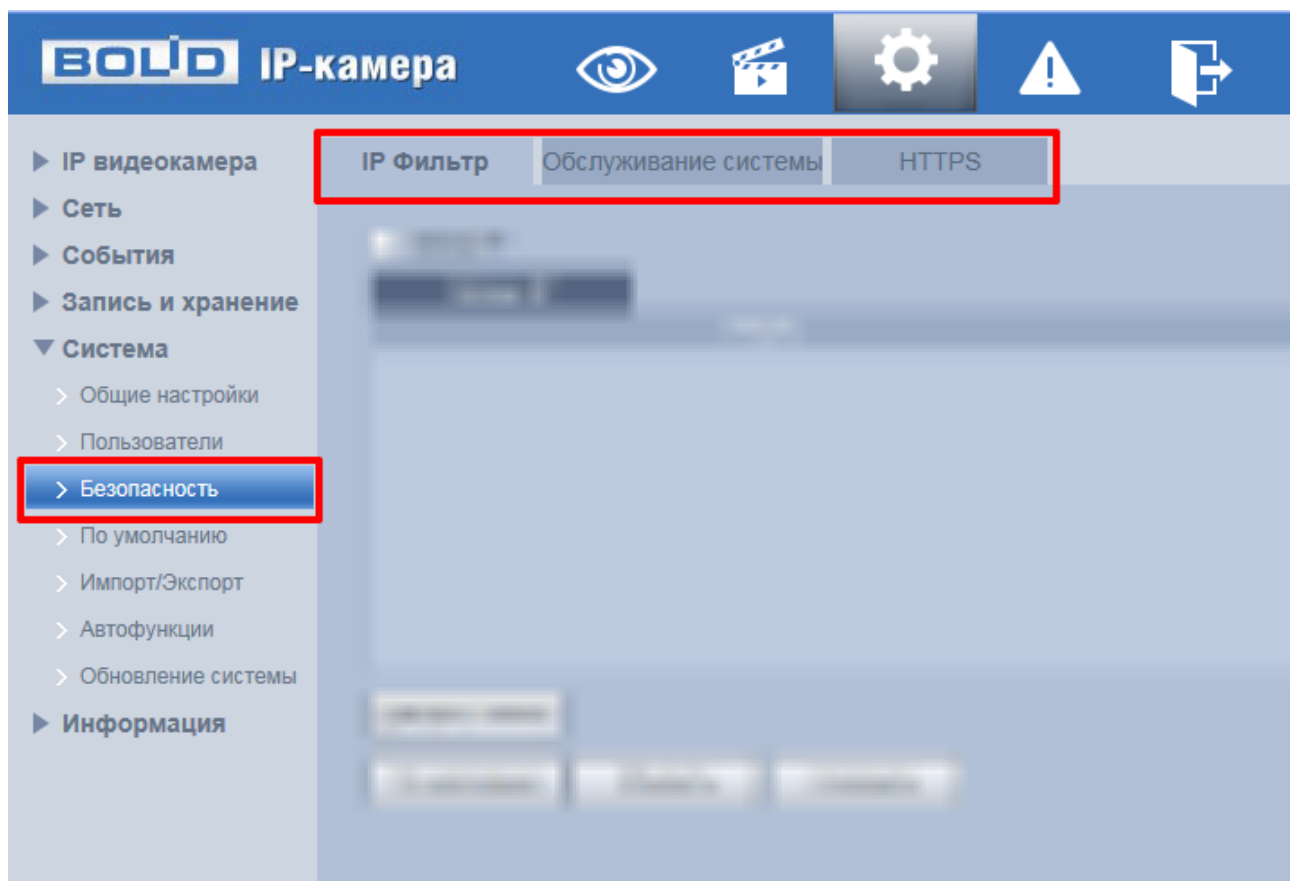 BOLID IP-камера
IP видеокамера
Сеть
События
Запись и хранение
Система
Общие настройки
Пользователи
Безопасность
По умолчанию
Импорт/Экспорт
Автофункции
Обновление системы
Информация
IP Фильтр Обслуживание системы HTTPS